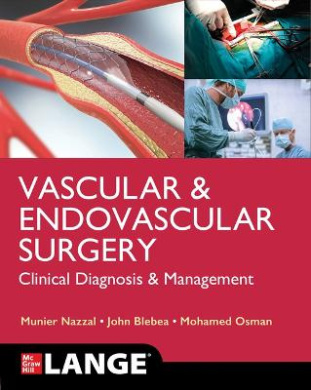 VASCULAR &
ENDOVASCULAR
SURGERY
Clinical Diagnosis & Management
Munier Nazzal • John Blebea • Mohamed Osman
Mc
Graw
Hill
LANGE®